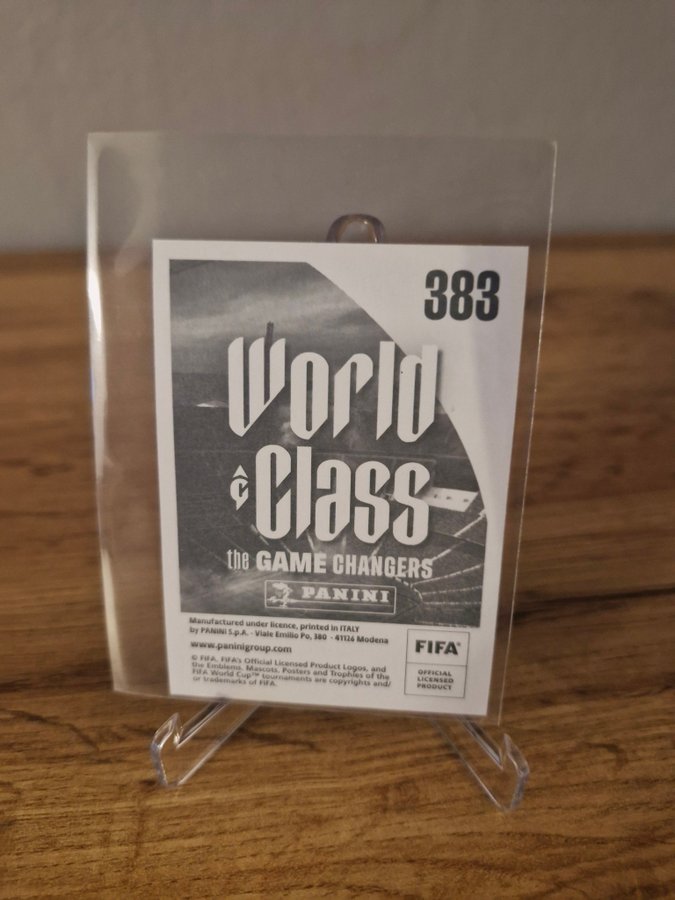 383
World
Class
the GAME CHANGERS
PANINI
Manufactured under licence, printed in ITALY
by PANINI S.p.A. - Viale Emilio Po, 380 - 41126 Modena
www.paninigroup.com
© FIFA, FIFA's Official Licensed Product Logos, and
the Emblems, Mascots, Posters and Trophies of the
FIFA World Cup™ tournaments are copyrights and/
or trademarks of FIFA.
FIFA®
OFFICIAL
LICENSED
PRODUCT